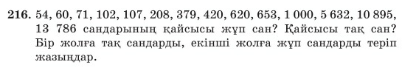 216. 54, 60, 71, 102, 107, 208, 379, 420, 620, 653, 1 000, 5 632, 10 895,
13 786 сандарының қайсысы жұп сан? Қайсысы тақ сан?
Бір жолға тақ сандарды, екінші жолға жұп сандарды теріп
жазыңдар.